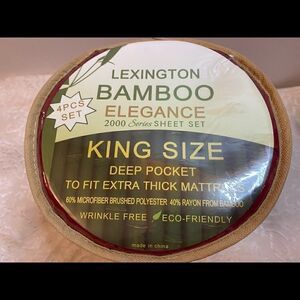 LEXINGTON
BAMBOO
ELEGANCE
4PCS
SET
2000 Series SHEET SET
KING SIZE
DEEP POCKET
TO FIT EXTRA THICK
60% MICROFIBER BRUSHED POLYESTER 40% RAYON FROM BAMBOO
WRINKLE FREE ECO-FRIENDLY
made in china